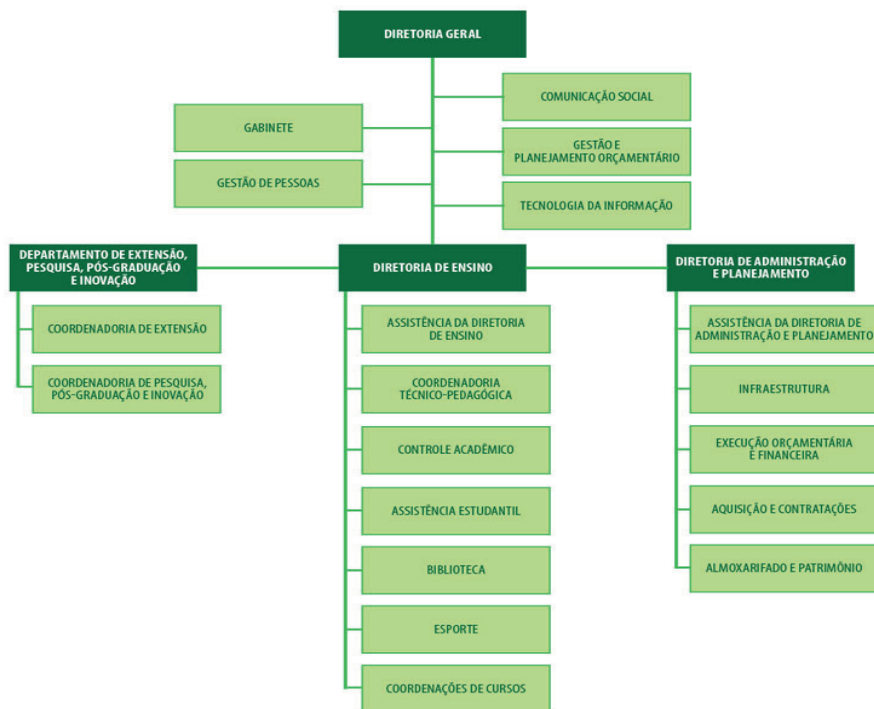 DIRETORIA GERAL
COMUNICAÇÃO SOCIAL
GABINETE
GESTÃO E
PLANEJAMENTO ORÇAMENTÁRIO
GESTÃO DE PESSOAS
TECNOLOGIA DA INFORMAÇÃO
DEPARTAMENTO DE EXTENSÃO,
PESQUISA, PÓS-GRADUAÇÃO
E INOVAÇÃO
COORDENADORIA DE EXTENSÃO
COORDENADORIA DE PESQUISA,
PÓS-GRADUAÇÃO E INOVAÇÃO
DIRETORIA DE ENSINO
ASSISTÊNCIA DA DIRETORIA
DE ENSINO
COORDENADORIA
TÉCNICO-PEDAGÓGICA
CONTROLE ACADÊMICO
ASSISTÊNCIA ESTUDANTIL
BIBLIOTECA
ESPORTE
COORDENAÇÕES DE CURSOS
DIRETORIA DE ADMINISTRAÇÃO
E PLANEJAMENTO
ASSISTÊNCIA DA DIRETORIA DE
ADMINISTRAÇÃO E PLANEJAMENTO
INFRAESTRUTURA
EXECUÇÃO ORÇAMENTÁRIA
E FINANCEIRA
AQUISIÇÃO E CONTRATAÇÕES
ALMOXARIFADO E PATRIMÔNIO